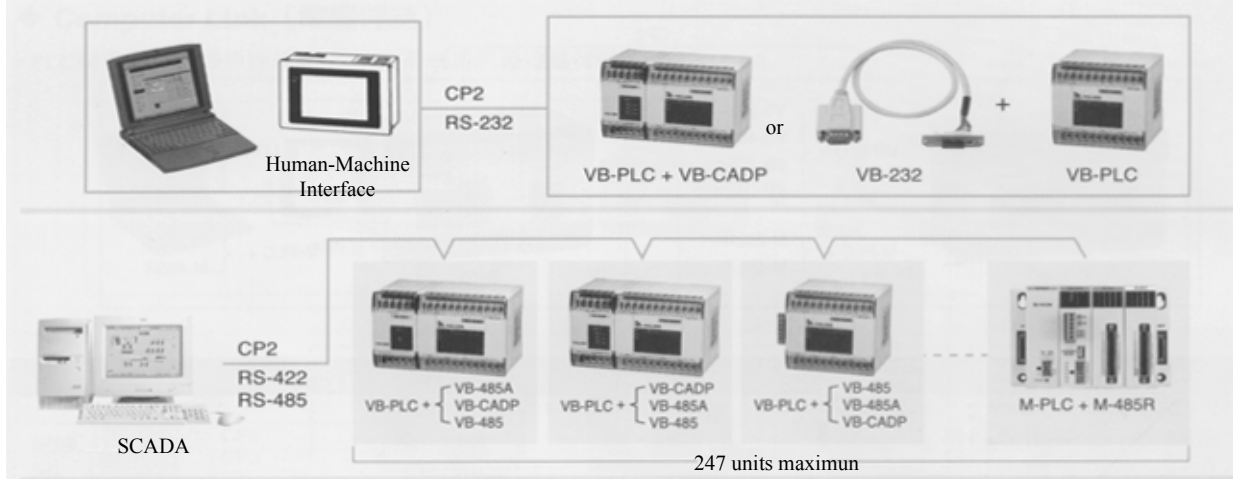 CP2
RS-232
Human-Machine
Interface
or
+
VB-PLC + VB-CADP
VB-232
VB-PLC
CP2
RS-422
RS-485
SCADA
VB-PLC + { VB-485A
VB-CADP
VB-485
VB-PLC + { VB-CADP
VB-485A
VB-485
VB-PLC + { VB-485
VB-485A
VB-CADP
M-PLC + M-485R
247 units maximun